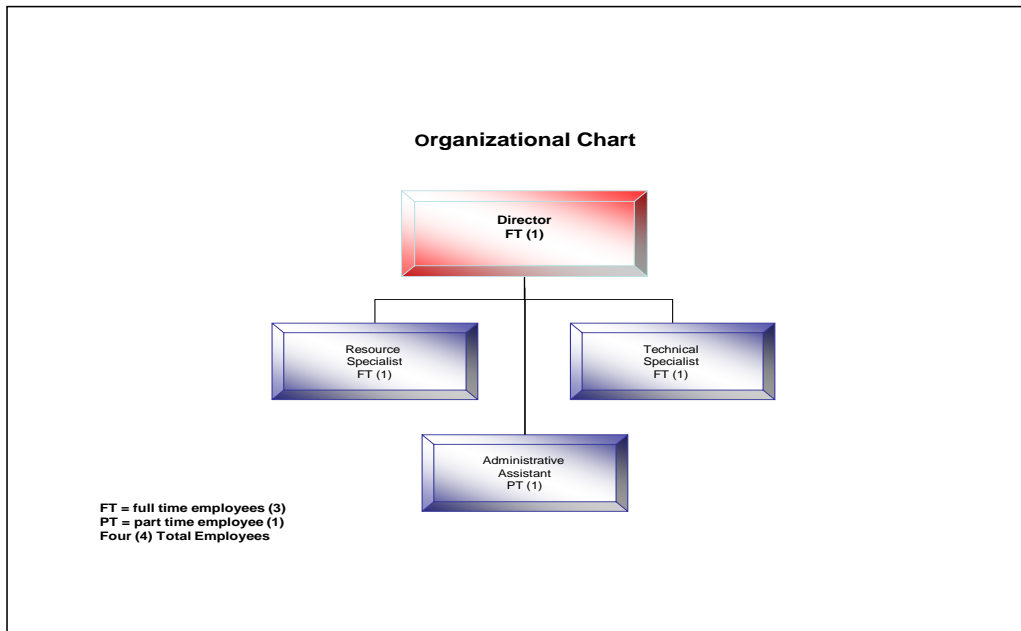 Organizational Chart
Director
FT (1)
Resource
Specialist
FT (1)
Technical
Specialist
FT (1)
Administrative
Assistant
PT (1)
FT = full time employees (3)
PT = part time employee (1)
Four (4) Total Employees